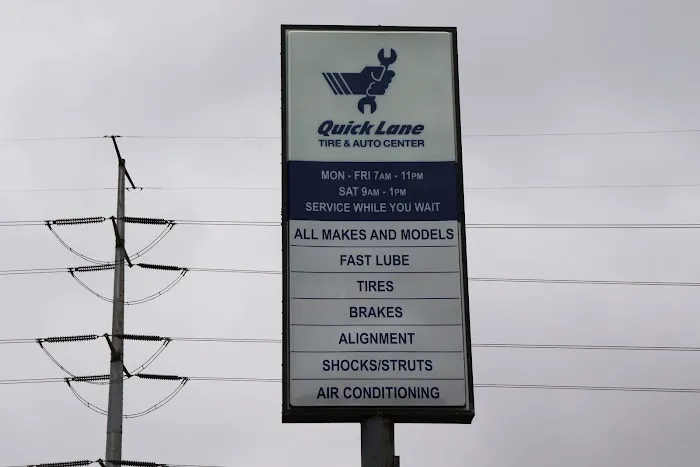 Quick Lane
TIRE & AUTO CENTER
MON - FRI 7AM - 11PM
SAT 9AM - 1PM
SERVICE WHILE YOU WAIT
ALL MAKES AND MODELS
FAST LUBE
TIRES
BRAKES
ALIGNMENT
SHOCKS/STRUTS
AIR CONDITIONING